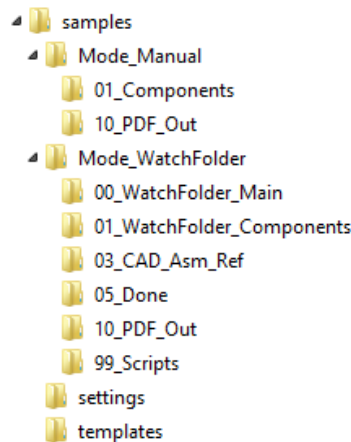 samples
Mode_Manual
01_Components
10_PDF_Out
Mode_WatchFolder
00_WatchFolder_Main
01_WatchFolder_Components
03_CAD_Asm_Ref
05_Done
10_PDF_Out
99_Scripts
settings
templates